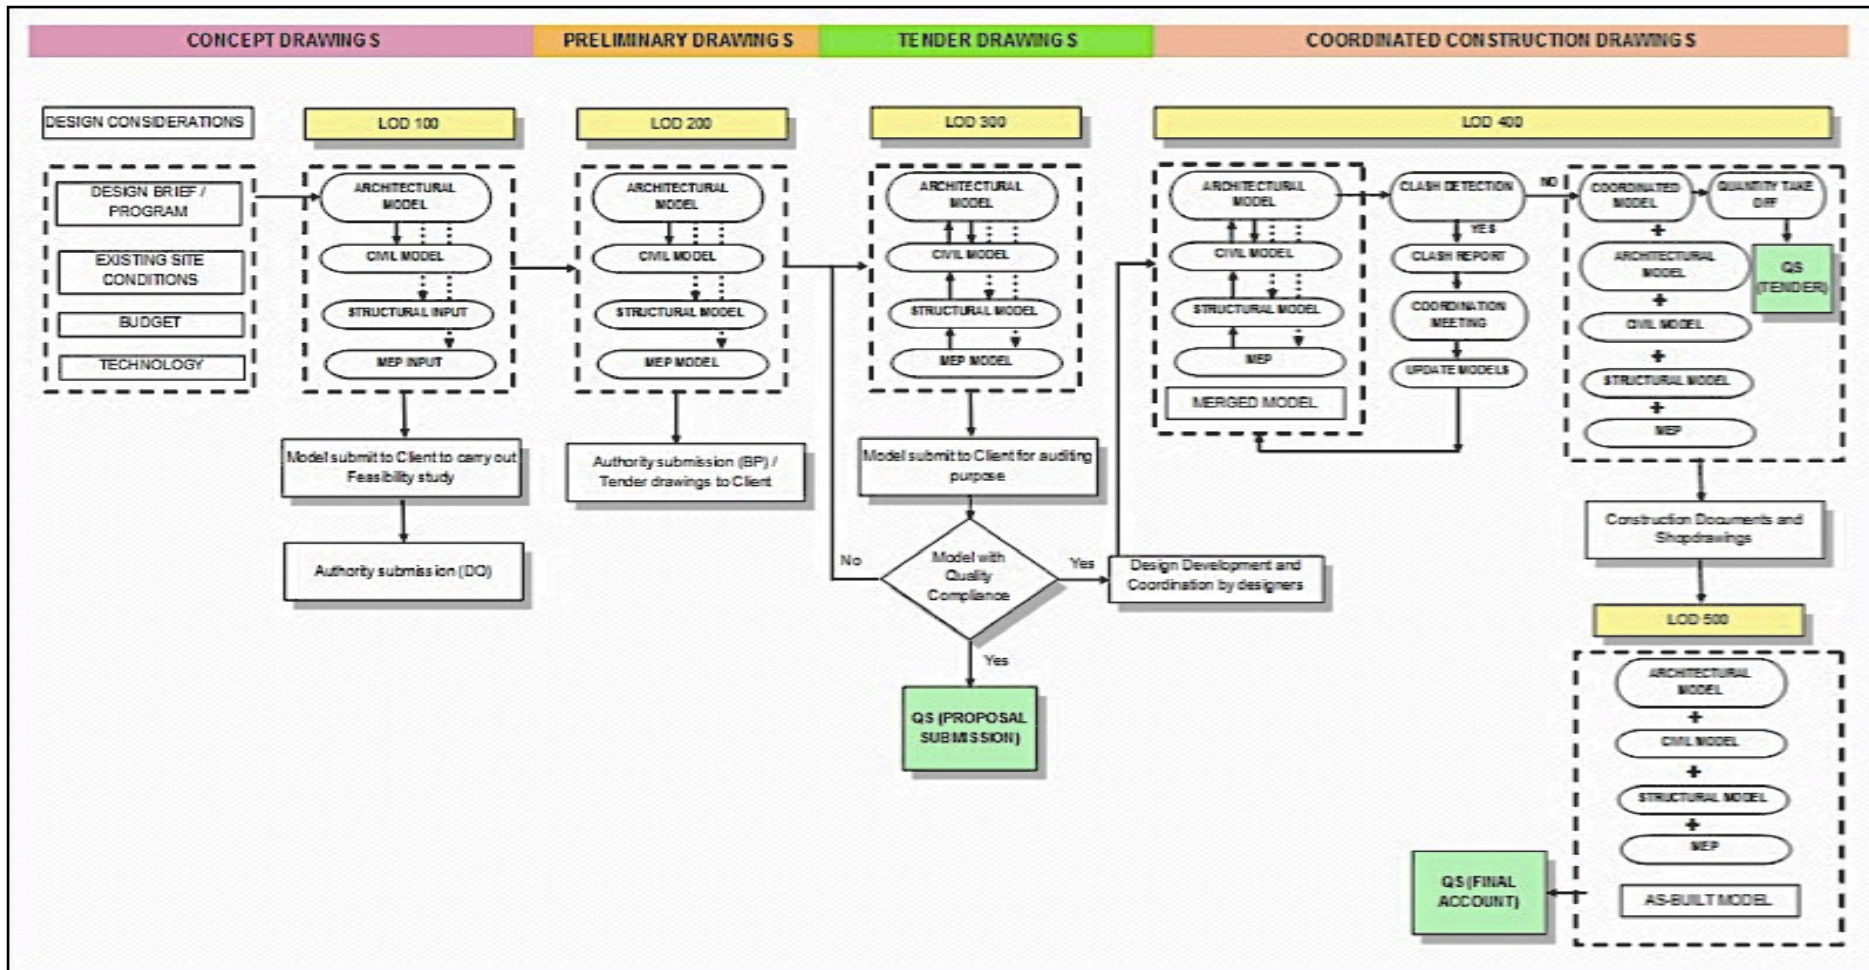 CONCEPT DRAWINGS
PRELIMINARY DRAWINGS
TENDER DRAWINGS
COORDINATED CONSTRUCTION DRAWINGS
DESIGN CONSIDERATIONS
DESIGN BRIEF /
PROGRAM
EXISTING SITE
CONDITIONS
BUDGET
TECHNOLOGY
LOD 100
ARCHITECTURAL
MODEL
CIVIL MODEL
STRUCTURAL INPUT
MEP INPUT
Model submit to Client to carry out
Feasibility study
Authority submission (DO)
LOD 200
ARCHITECTURAL
MODEL
CIVIL MODEL
STRUCTURAL MODEL
MEP MODEL
Authority submission (BP) /
Tender drawings to Client
LOD 300
ARCHITECTURAL
MODEL
CIVIL MODEL
STRUCTURAL MODEL
MEP MODEL
Model submit to Client for auditing
purpose
Model with
Quality
Compliance
No
Yes
Yes
QS (PROPOSAL
SUBMISSION)
Design Development and
Coordination by designers
LOD 400
ARCHITECTURAL
MODEL
CIVIL MODEL
STRUCTURAL MODEL
MEP
MERGED MODEL
CLASH DETECTION
NO
YES
CLASH REPORT
COORDINATION
MEETING
UPDATE MODELS
COORDINATED
MODEL
+
ARCHITECTURAL
MODEL
+
CIVIL MODEL
+
STRUCTURAL MODEL
+
MEP
QUANTITY TAKE
OFF
QS
(TENDER)
Construction Documents and
Shopdrawings
LOD 500
ARCHITECTURAL
MODEL
+
CIVIL MODEL
+
STRUCTURAL MODEL
+
MEP
AS-BUILT MODEL
QS (FINAL
ACCOUNT)